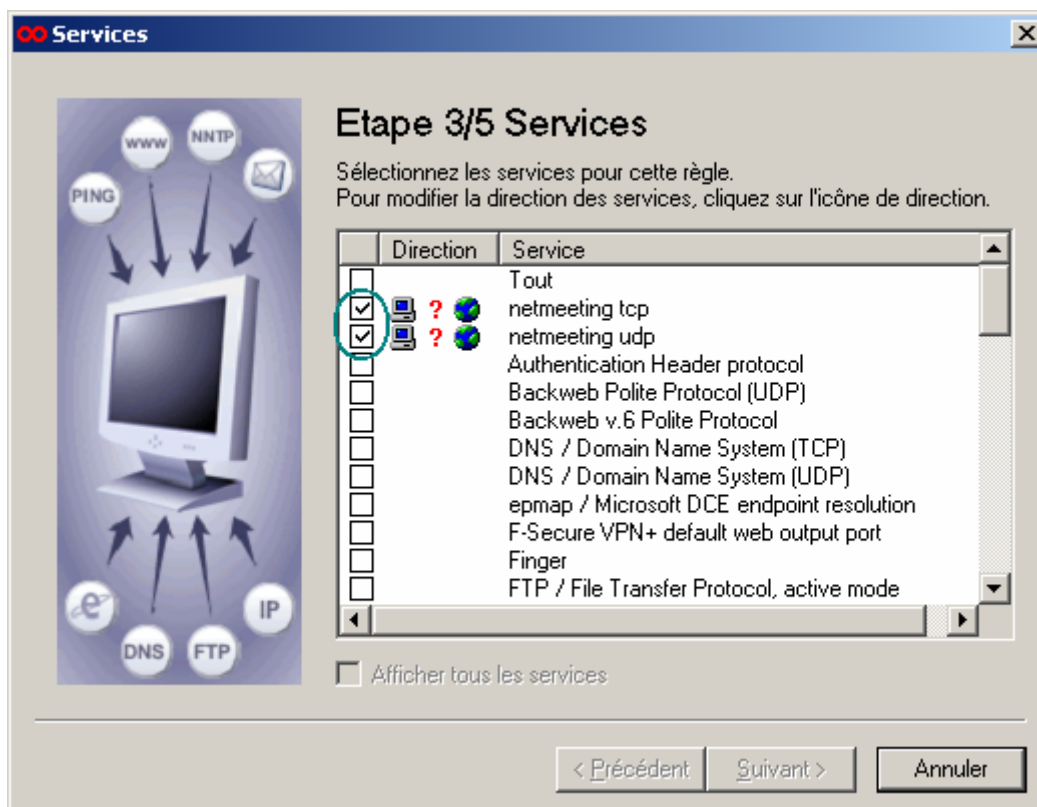 Services
Etape 3/5 Services
Sélectionnez les services pour cette règle.
Pour modifier la direction des services, cliquez sur l'icône de direction.
Direction Service
Tout
? netmeeting tcp
? netmeeting udp
Authentication Header protocol
Backweb Polite Protocol (UDP)
Backweb v.6 Polite Protocol
DNS / Domain Name System (TCP)
DNS / Domain Name System (UDP)
epmap / Microsoft DCE endpoint resolution
F-Secure VPN+ default web output port
Finger
FTP / File Transfer Protocol, active mode
Afficher tous les services
< Précédent Suivant > Annuler
www NNTP
PING
e IP
DNS FTP